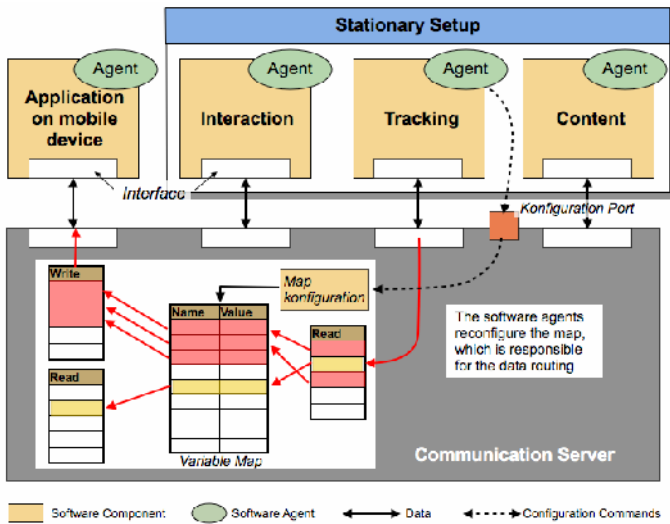 Stationary Setup
Agent
Agent
Agent
Agent
Application
on mobile
device
Interaction
Tracking
Content
Interface
Konfiguration Port
Write
Map
konfiguration
Name Value
Read
Read
The software agents
reconfigure the map,
which is responsible
for the data routing
Variable Map
Communication Server
Software Component
Software Agent
Data
Configuration Commands